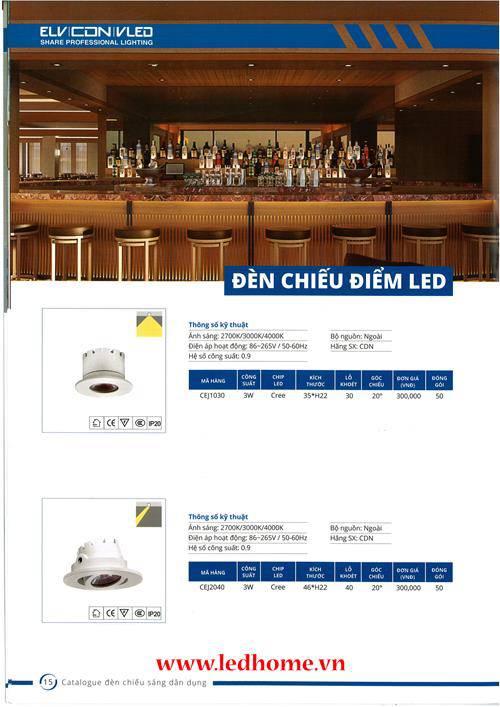 ELV|CDN|VLED
SHARE PROFESSIONAL LIGHTING
ĐÈN CHIẾU ĐIỂM LED
Thông số kỹ thuật
Ánh sáng: 2700K/3000K/4000K Bộ nguồn: Ngoài
Điện áp hoạt động: 86~265V / 50-60Hz Hãng SX: CDN
Hệ số công suất: 0.9
MÃ HÀNG CÔNG SUẤT CHIP LED KÍCH THƯỚC LỖ KHOÉT GÓC CHIẾU ĐƠN GIÁ (VNĐ) ĐÓNG GÓI
CEJ1030 3W Cree 35*H22 30 20° 300,000 50
CE IP20
Thông số kỹ thuật
Ánh sáng: 2700K/3000K/4000K Bộ nguồn: Ngoài
Điện áp hoạt động: 86~265V / 50-60Hz Hãng SX: CDN
Hệ số công suất: 0.9
MÃ HÀNG CÔNG SUẤT CHIP LED KÍCH THƯỚC LỖ KHOÉT GÓC CHIẾU ĐƠN GIÁ (VNĐ) ĐÓNG GÓI
CEJ2040 3W Cree 46*H22 40 20° 300,000 50
CE IP20
www.ledhome.vn
15 Catalogue đèn chiếu sáng dân dụng